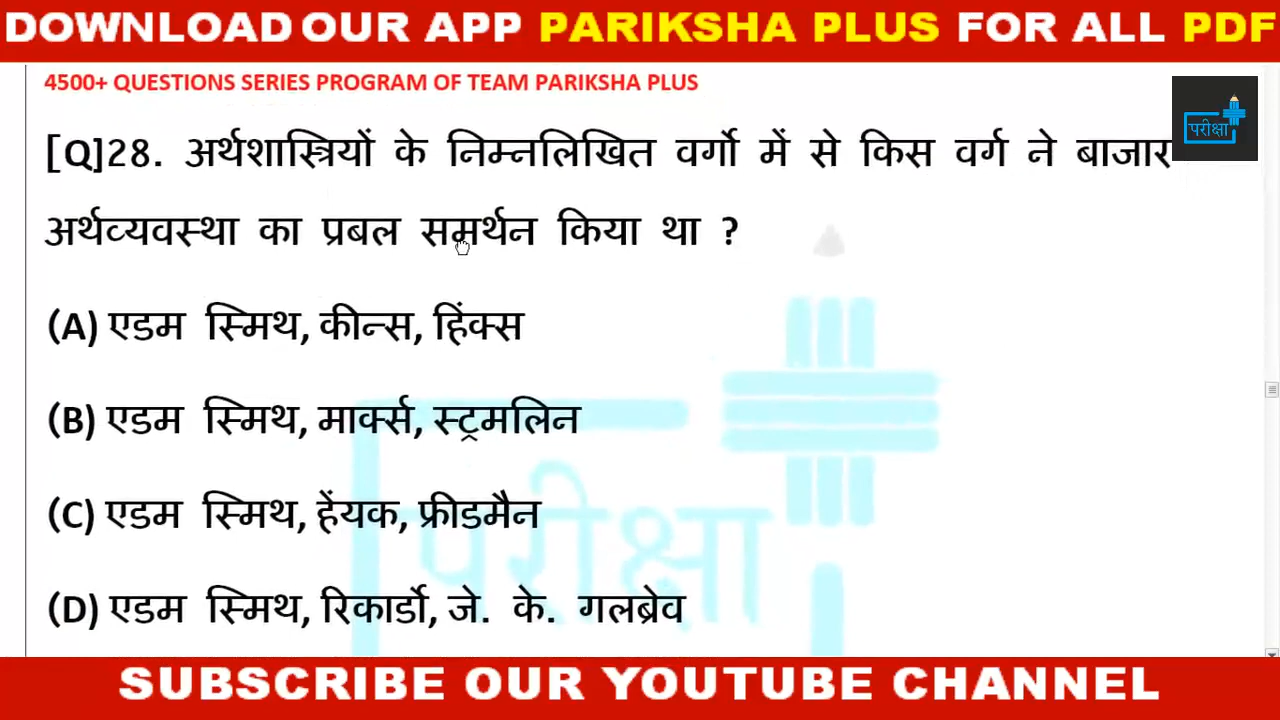 DOWNLOAD OUR APP PARIKSHA PLUS FOR ALL PDF
4500+ QUESTIONS SERIES PROGRAM OF TEAM PARIKSHA PLUS
परीक्षा
[Q]28. अर्थशास्त्रियों के निम्नलिखित वर्गो में से किस वर्ग ने बाजार
अर्थव्यवस्था का प्रबल समर्थन किया था ?
(A) एडम स्मिथ, कीन्स, हिंक्स
(B) एडम स्मिथ, मार्क्स, स्ट्रमलिन
(C) एडम स्मिथ, हेंयक, फ्रीडमैन
(D) एडम स्मिथ, रिकार्डो, जे. के. गलब्रेव
परीक्षा
SUBSCRIBE OUR YOUTUBE CHANNEL